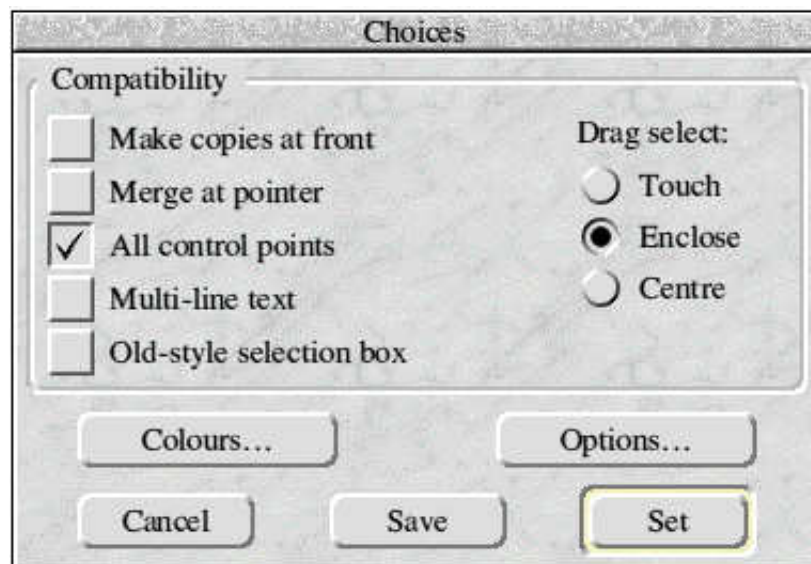 Choices
Compatibility
Make copies at front
Merge at pointer
All control points
Multi-line text
Old-style selection box
Drag select:
Touch
Enclose
Centre
Colours...
Options...
Cancel
Save
Set